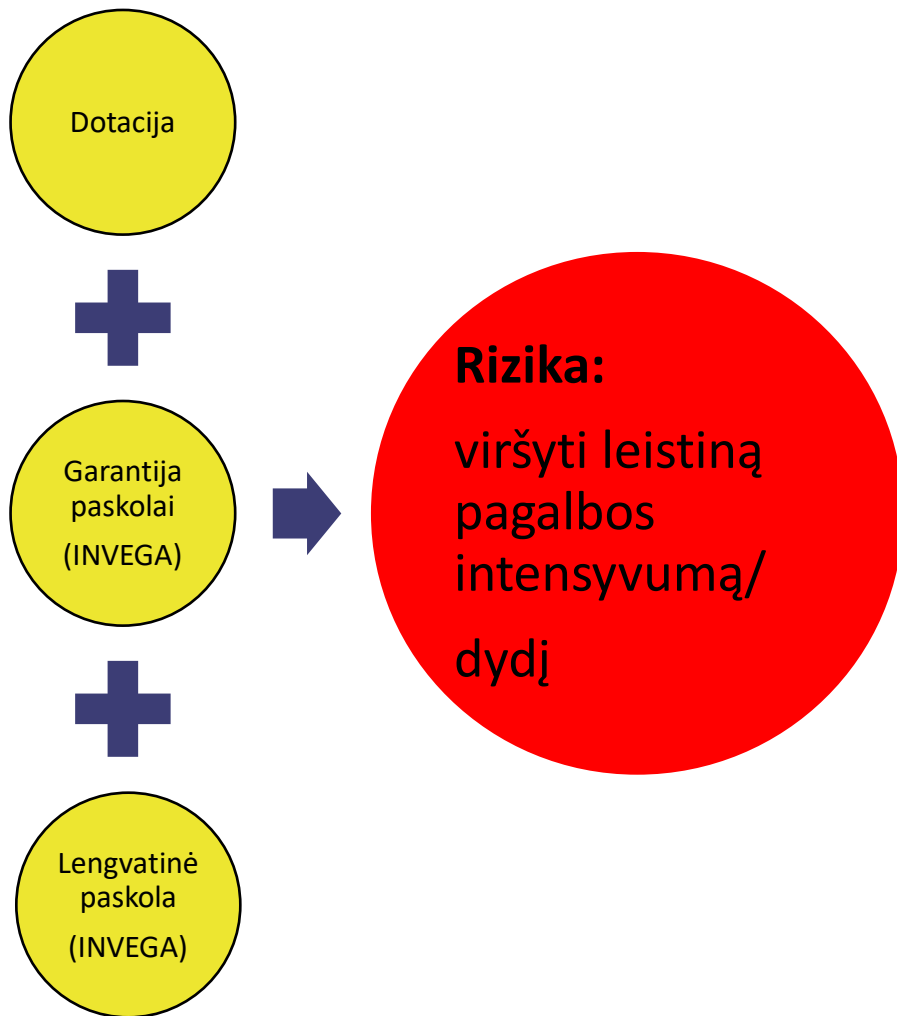 Dotacija
Garantija
paskolai
(INVEGA)
Rizika:
viršyti leistiną
pagalbos
intensyvumą/
dydį
Lengvatinė
paskola
(INVEGA)